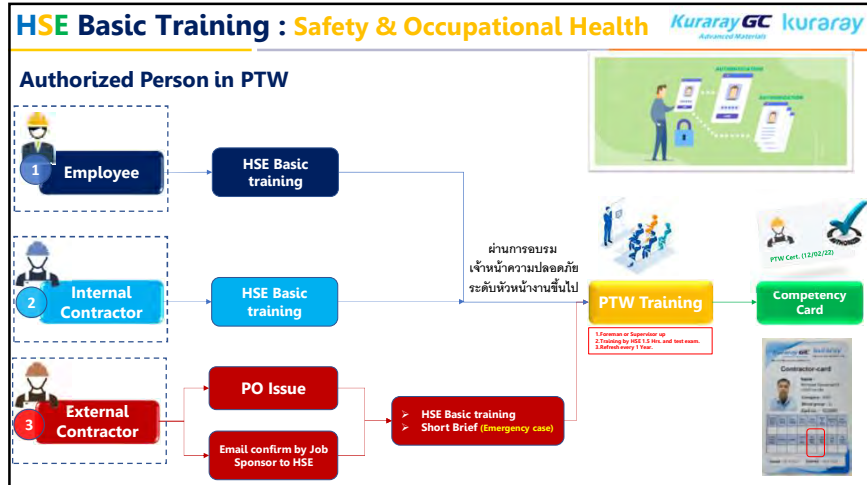 HSE Basic Training : Safety & Occupational Health
Kuraray GC
Advanced Materials
kuraray
Authorized Person in PTW
AUTHENTICATION
AUTHORIZATION
1
Employee
HSE Basic
training
ผ่านการอบรม
เจ้าหน้าความปลอดภัย
ระดับหัวหน้างานขึ้นไป
PTW Cert. (12/02/22)
2
Internal
Contractor
HSE Basic
training
PTW Training
Competency
Card
1.Foreman or Supervisor up
2.Training by HSE 1.5 Hrs. and test exam.
3.Refresh every 1 Year.
3
External
Contractor
PO Issue
Email confirm by Job
Sponsor to HSE
➢ HSE Basic training
➢ Short Brief (Emergency case)
Kuraray GC
kuraray
Contractor-card